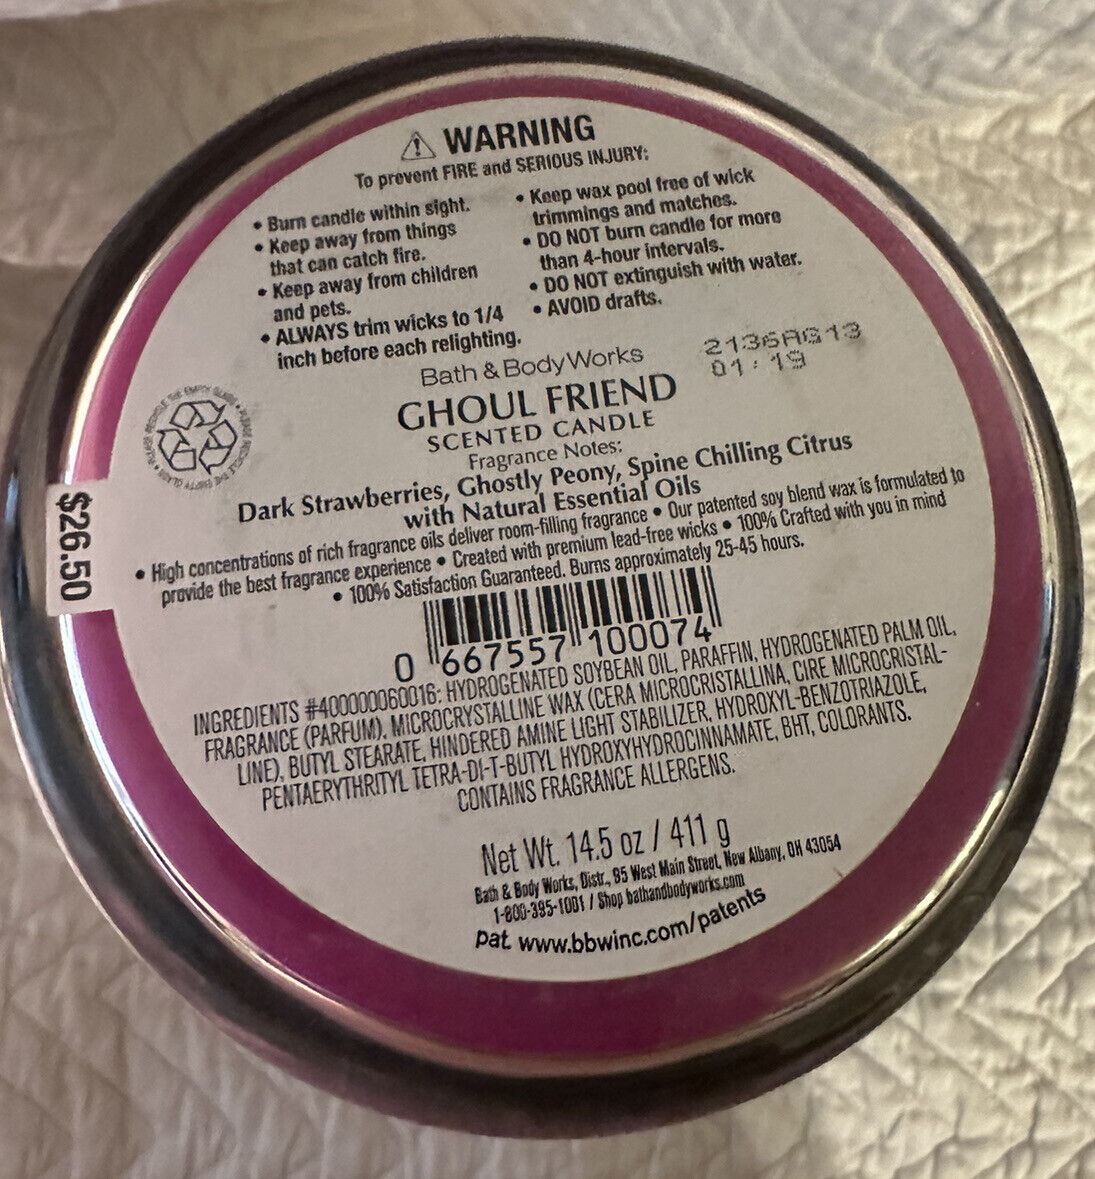 ⚠ WARNING
To prevent FIRE and SERIOUS INJURY:
• Burn candle within sight.
• Keep away from things
that can catch fire.
• Keep away from children
and pets.
• ALWAYS trim wicks to 1/4
inch before each relighting.
• Keep wax pool free of wick
trimmings and matches.
• DO NOT burn candle for more
than 4-hour intervals.
• DO NOT extinguish with water.
• AVOID drafts.
2136AG13
01:19
Bath & Body Works
GHOUL FRIEND
SCENTED CANDLE
Fragrance Notes:
Dark Strawberries, Ghostly Peony, Spine Chilling Citrus
with Natural Essential Oils
• High concentrations of rich fragrance oils deliver room-filling fragrance • Our patented soy blend wax is formulated to
provide the best fragrance experience • Created with premium lead-free wicks • 100% Crafted with you in mind
• 100% Satisfaction Guaranteed. Burns approximately 25-45 hours.
$26.50
0 667557 100074
INGREDIENTS #400000060016: HYDROGENATED SOYBEAN OIL, PARAFFIN, HYDROGENATED PALM OIL,
FRAGRANCE (PARFUM), MICROCRYSTALLINE WAX (CERA MICROCRISTALLINA, CIRE MICROCRISTAL-
LINE), BUTYL STEARATE, HINDERED AMINE LIGHT STABILIZER, HYDROXYL-BENZOTRIAZOLE,
PENTAERYTHRITYL TETRA-DI-T-BUTYL HYDROXYHYDROCINNAMATE, BHT, COLORANTS.
CONTAINS FRAGRANCE ALLERGENS.
Net Wt. 14.5 oz / 411 g
Bath & Body Works, Distr., 95 West Main Street, New Albany, OH 43054
1-800-395-1001 / Shop bathandbodyworks.com
pat. www.bbwinc.com/patents